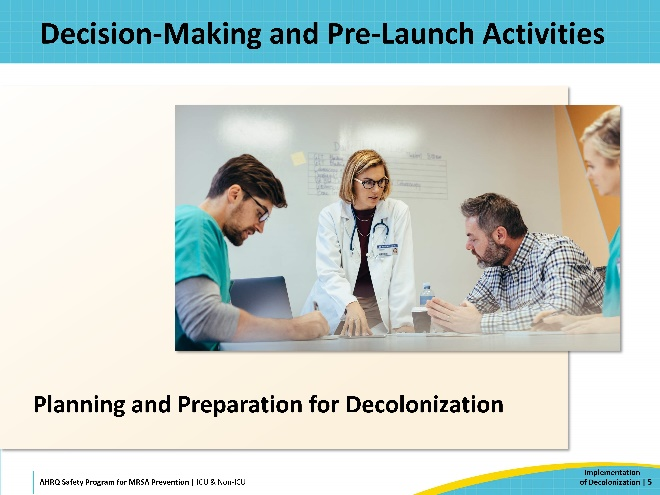 Decision-Making and Pre-Launch Activities
Planning and Preparation for Decolonization
AHRQ Safety Program for MRSA Prevention | ICU & Non-ICU
Implementation
of Decolonization | 5